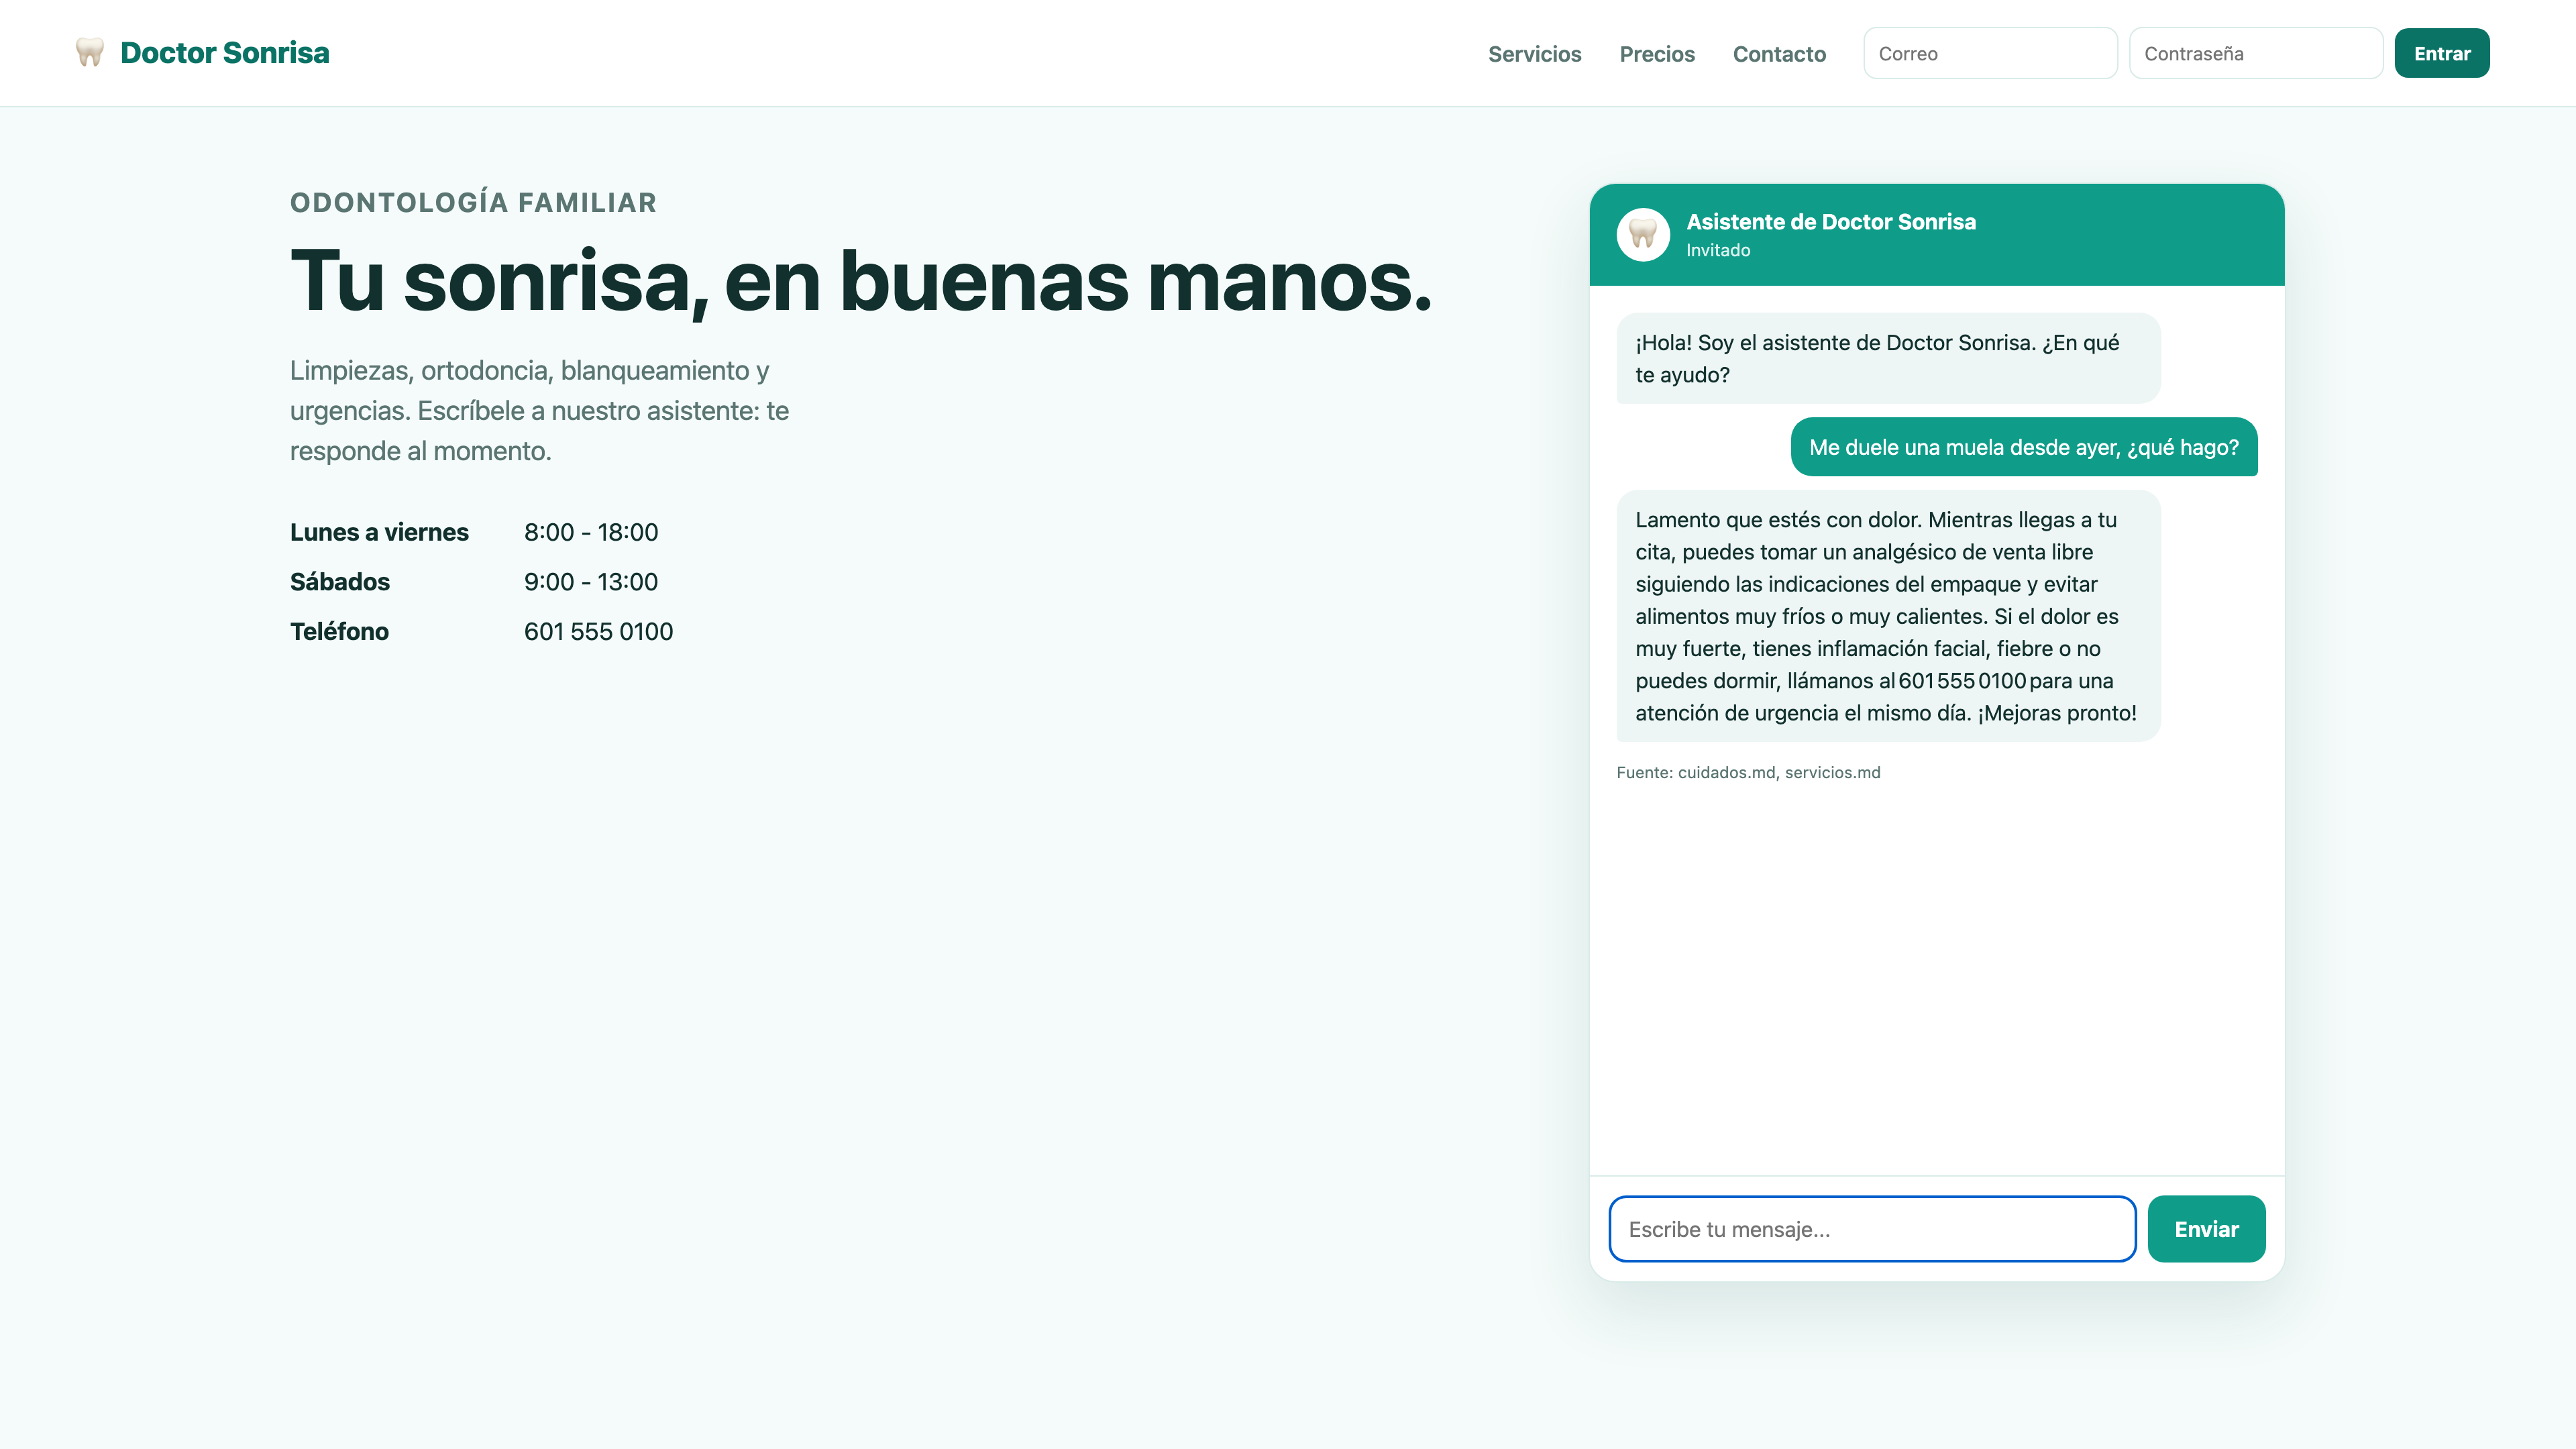 Doctor Sonrisa
Servicios
Precios
Contacto
Correo
Contraseña
Entrar
ODONTOLOGÍA FAMILIAR
Tu sonrisa, en buenas manos.
Limpiezas, ortodoncia, blanqueamiento y
urgencias. Escríbele a nuestro asistente: te
responde al momento.
Lunes a viernes 8:00 - 18:00
Sábados 9:00 - 13:00
Teléfono 601 555 0100
Asistente de Doctor Sonrisa
Invitado
¡Hola! Soy el asistente de Doctor Sonrisa. ¿En qué
te ayudo?
Me duele una muela desde ayer, ¿qué hago?
Lamento que estés con dolor. Mientras llegas a tu
cita, puedes tomar un analgésico de venta libre
siguiendo las indicaciones del empaque y evitar
alimentos muy fríos o muy calientes. Si el dolor es
muy fuerte, tienes inflamación facial, fiebre o no
puedes dormir, llámanos al 601 555 0100 para una
atención de urgencia el mismo día. ¡Mejoras pronto!
Fuente: cuidados.md, servicios.md
Escribe tu mensaje...
Enviar